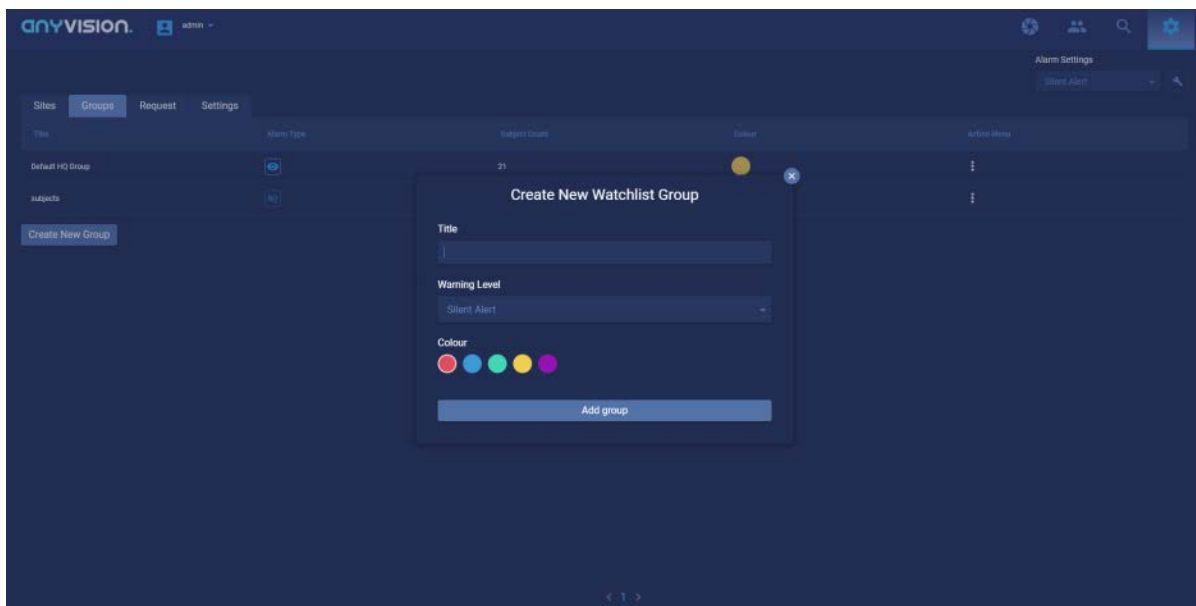 anyvision.
admin
Alarm Settings
Silent Alert
Sites Groups Request Settings
Title Alarm Type Subject Count Colour Action Menu
Default HQ Group 21
subjects
Create New Group
Create New Watchlist Group
Title
Warning Level
Silent Alert
Colour
Add group
< 1 >